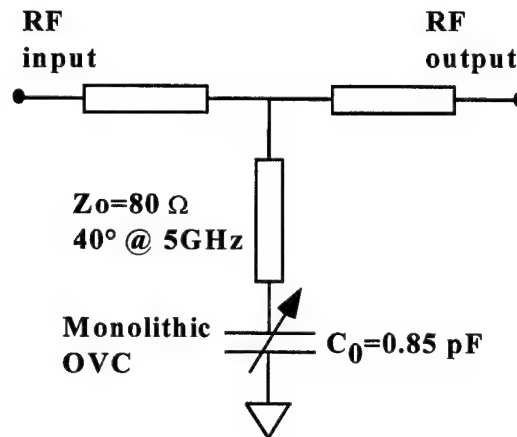 RF
input
RF
output
Zo=80 Ω
40° @ 5GHz
Monolithic
OVC
C0=0.85 pF